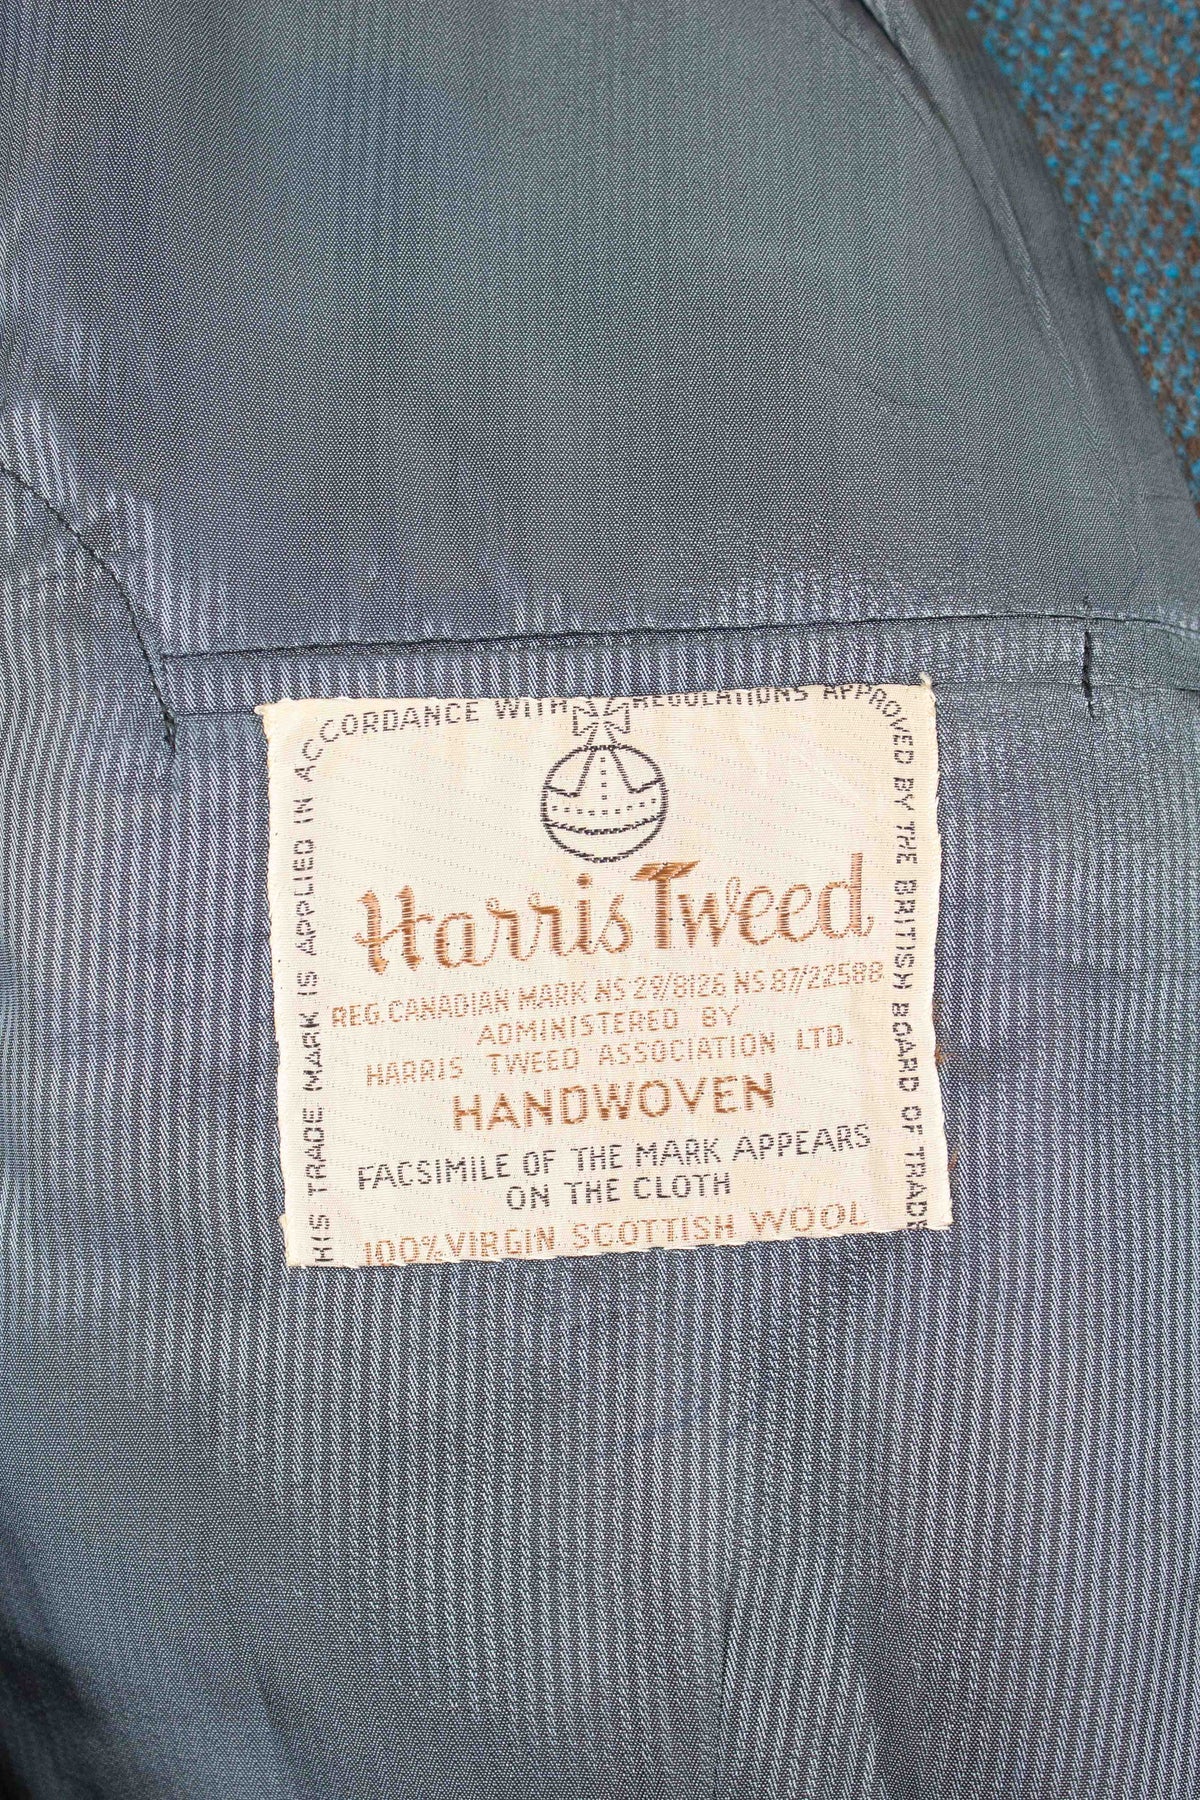 HIS TRADE MARK IS APPLIED IN ACCORDANCE WITH REGULATIONS APPROVED BY THE BRITISH BOARD OF TRADE
Harris Tweed
REG. CANADIAN MARK NS 29/8126 NS 87/22588
ADMINISTERED BY
HARRIS TWEED ASSOCIATION LTD.
HANDWOVEN
FACSIMILE OF THE MARK APPEARS
ON THE CLOTH
100% VIRGIN SCOTTISH WOOL